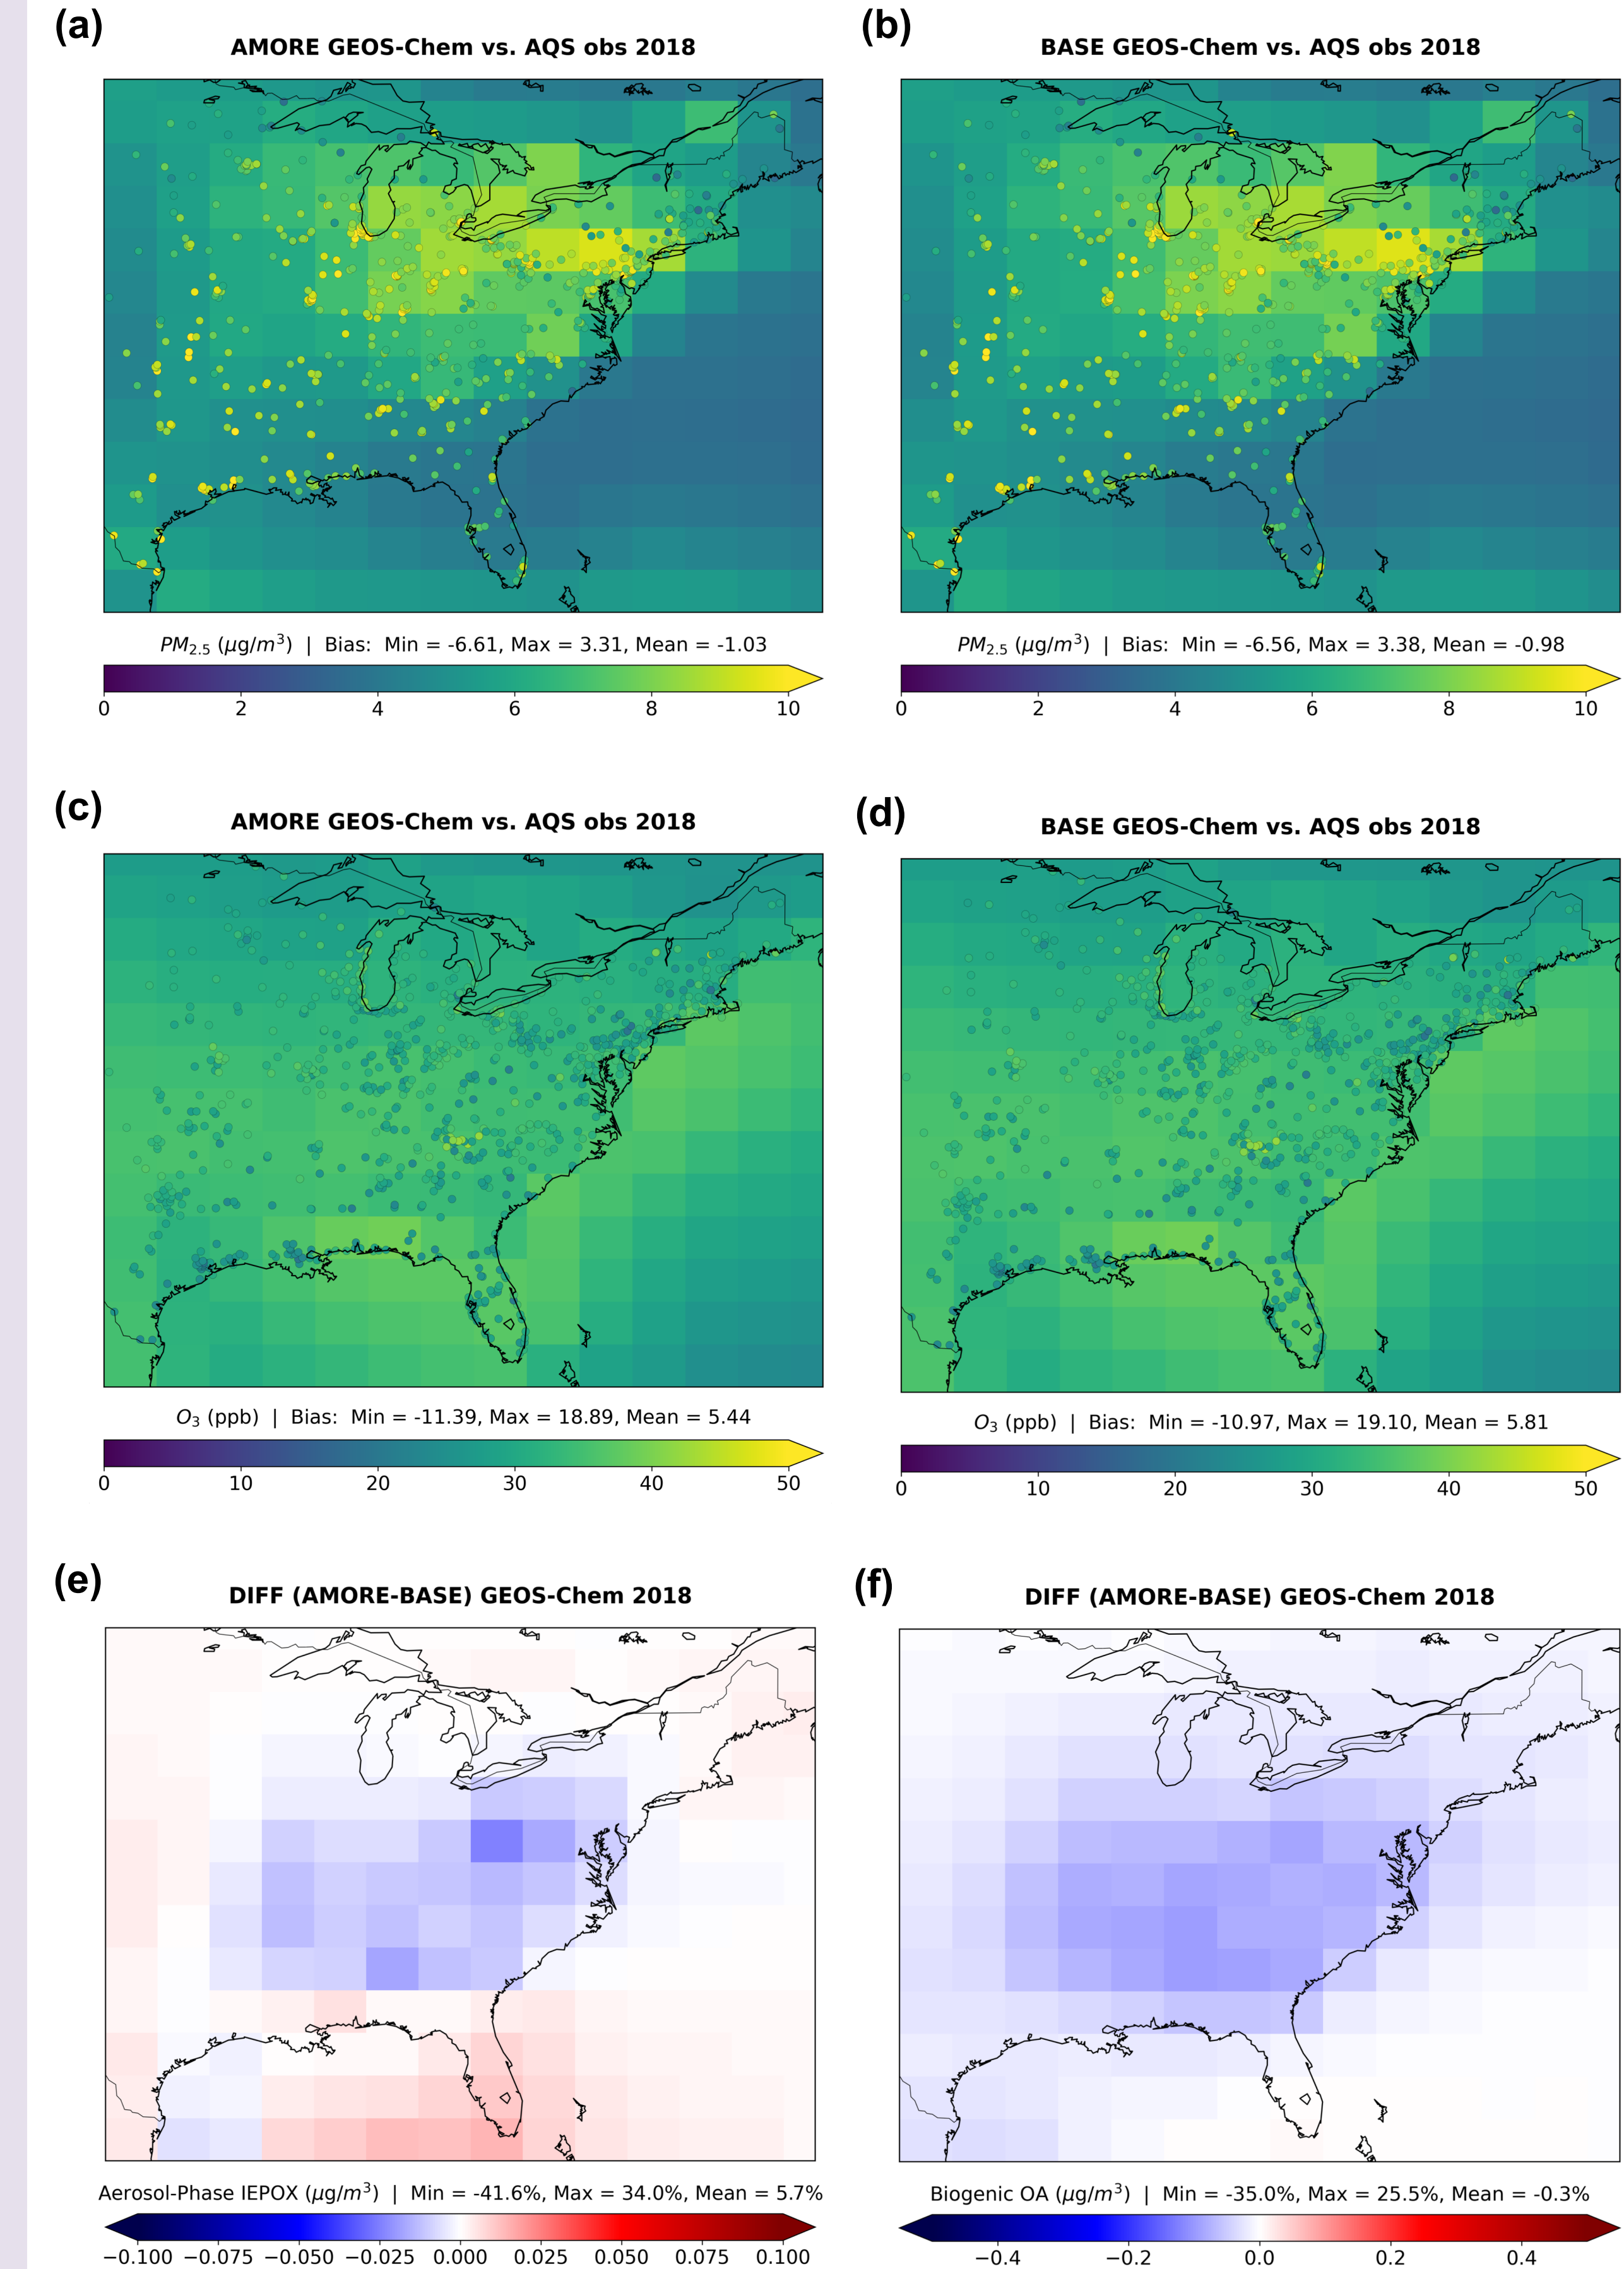 (a)
AMORE GEOS-Chem vs. AQS obs 2018
PM2.5 (μg/m³) | Bias: Min = -6.61, Max = 3.31, Mean = -1.03
0 2 4 6 8 10
(b)
BASE GEOS-Chem vs. AQS obs 2018
PM2.5 (μg/m³) | Bias: Min = -6.56, Max = 3.38, Mean = -0.98
0 2 4 6 8 10
(c)
AMORE GEOS-Chem vs. AQS obs 2018
O3 (ppb) | Bias: Min = -11.39, Max = 18.89, Mean = 5.44
0 10 20 30 40 50
(d)
BASE GEOS-Chem vs. AQS obs 2018
O3 (ppb) | Bias: Min = -10.97, Max = 19.10, Mean = 5.81
0 10 20 30 40 50
(e)
DIFF (AMORE-BASE) GEOS-Chem 2018
Aerosol-Phase IEPOX (μg/m³) | Min = -41.6%, Max = 34.0%, Mean = 5.7%
−0.100 −0.075 −0.050 −0.025 0.000 0.025 0.050 0.075 0.100
(f)
DIFF (AMORE-BASE) GEOS-Chem 2018
Biogenic OA (μg/m³) | Min = -35.0%, Max = 25.5%, Mean = -0.3%
−0.4 −0.2 0.0 0.2 0.4